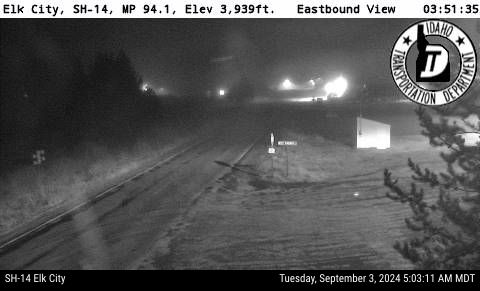 Elk City, SH-14, MP 94.1, Elev 3,939ft. Eastbound View 03:51:35
IDAHO
TRANSPORTATION DEPARTMENT
SH-14 Elk City Tuesday, September 3, 2024 5:03:11 AM MDT